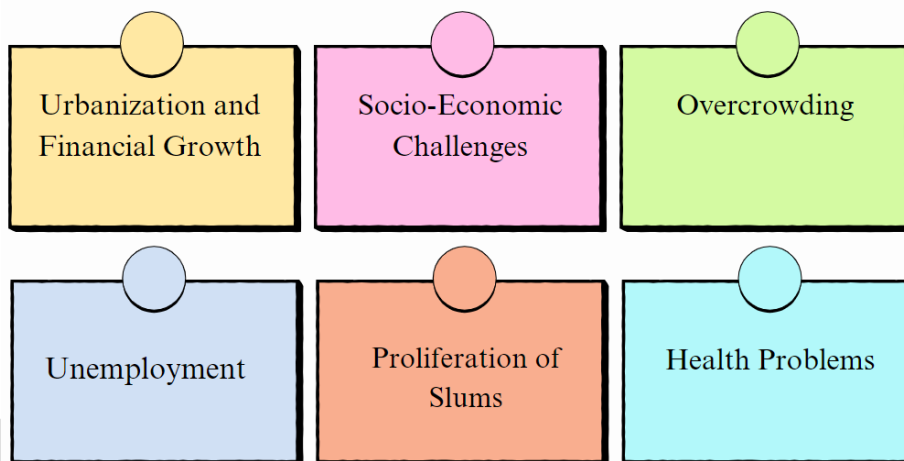 Urbanization and
Financial Growth
Socio-Economic
Challenges
Overcrowding
Unemployment
Proliferation of
Slums
Health Problems